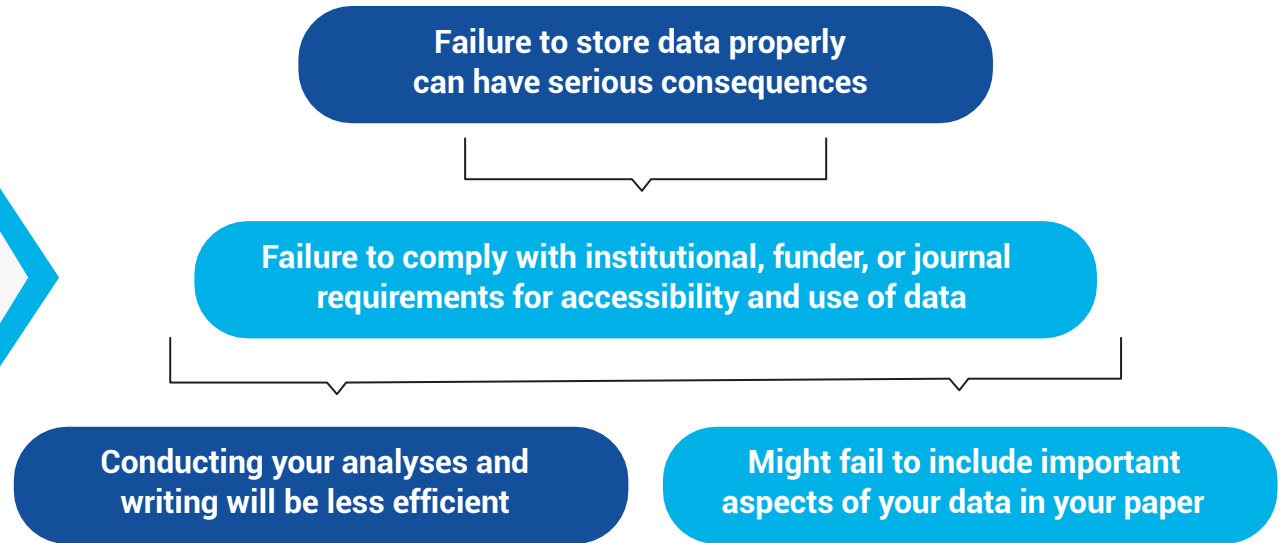 Failure to store data properly
can have serious consequences
Failure to comply with institutional, funder, or journal
requirements for accessibility and use of data
Conducting your analyses and
writing will be less efficient
Might fail to include important
aspects of your data in your paper